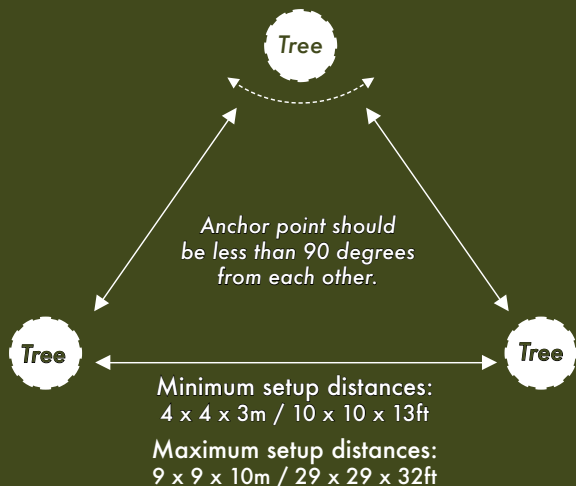 Tree
Anchor point should
be less than 90 degrees
from each other.
Tree
Tree
Minimum setup distances:
4 x 4 x 3m / 10 x 10 x 13ft
Maximum setup distances:
9 x 9 x 10m / 29 x 29 x 32ft